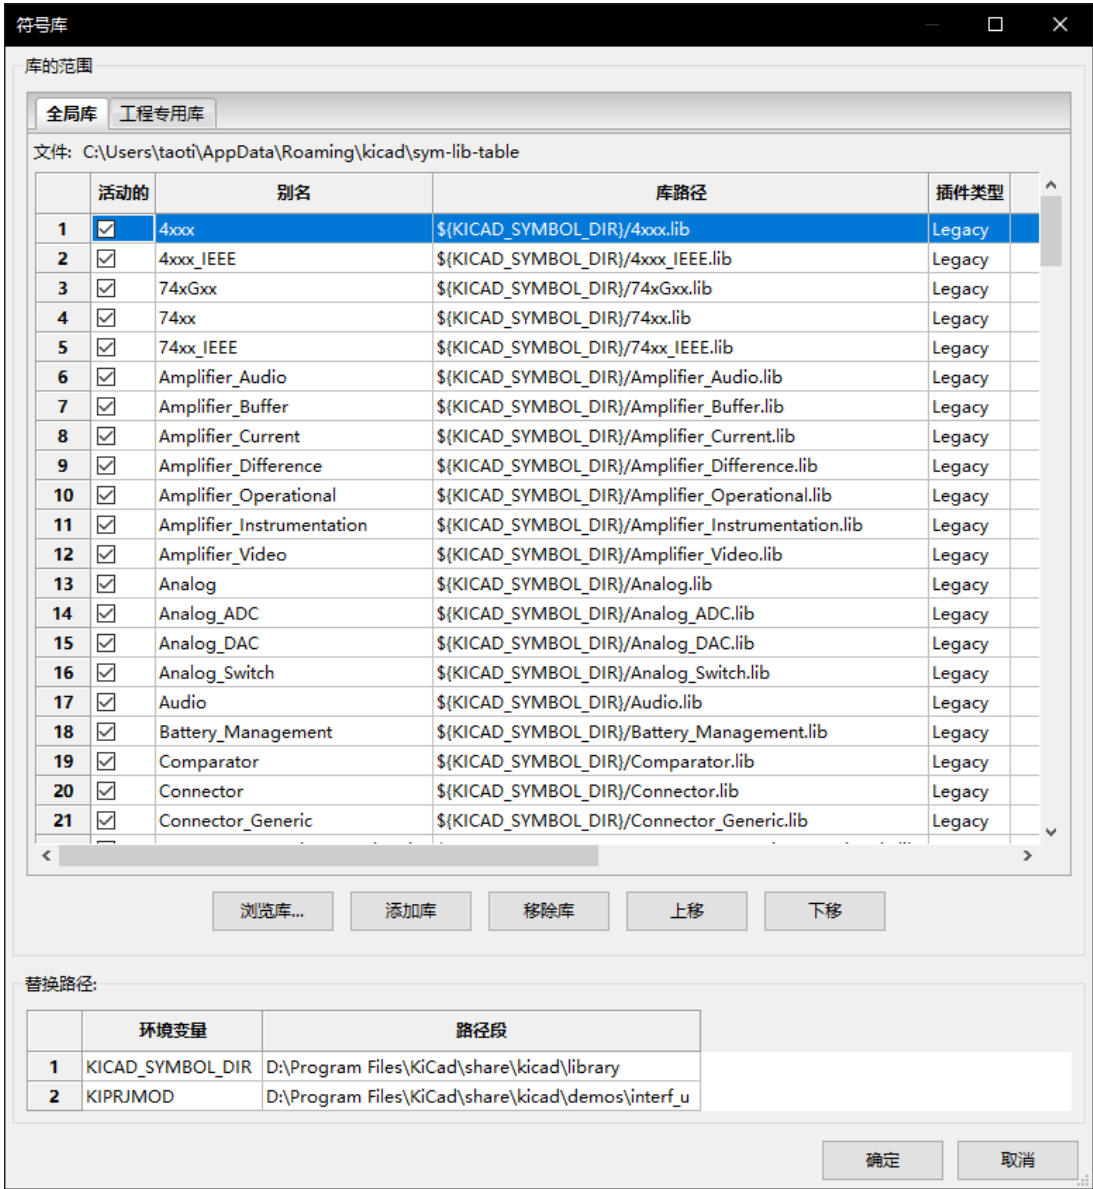 符号库
库的范围
全局库 工程专用库
文件: C:\Users\taoti\AppData\Roaming\kicad\sym-lib-table
活动的 别名 库路径 插件类型
1 4xxx ${KICAD_SYMBOL_DIR}/4xxx.lib Legacy
2 4xxx_IEEE ${KICAD_SYMBOL_DIR}/4xxx_IEEE.lib Legacy
3 74xGxx ${KICAD_SYMBOL_DIR}/74xGxx.lib Legacy
4 74xx ${KICAD_SYMBOL_DIR}/74xx.lib Legacy
5 74xx_IEEE ${KICAD_SYMBOL_DIR}/74xx_IEEE.lib Legacy
6 Amplifier_Audio ${KICAD_SYMBOL_DIR}/Amplifier_Audio.lib Legacy
7 Amplifier_Buffer ${KICAD_SYMBOL_DIR}/Amplifier_Buffer.lib Legacy
8 Amplifier_Current ${KICAD_SYMBOL_DIR}/Amplifier_Current.lib Legacy
9 Amplifier_Difference ${KICAD_SYMBOL_DIR}/Amplifier_Difference.lib Legacy
10 Amplifier_Operational ${KICAD_SYMBOL_DIR}/Amplifier_Operational.lib Legacy
11 Amplifier_Instrumentation ${KICAD_SYMBOL_DIR}/Amplifier_Instrumentation.lib Legacy
12 Amplifier_Video ${KICAD_SYMBOL_DIR}/Amplifier_Video.lib Legacy
13 Analog ${KICAD_SYMBOL_DIR}/Analog.lib Legacy
14 Analog_ADC ${KICAD_SYMBOL_DIR}/Analog_ADC.lib Legacy
15 Analog_DAC ${KICAD_SYMBOL_DIR}/Analog_DAC.lib Legacy
16 Analog_Switch ${KICAD_SYMBOL_DIR}/Analog_Switch.lib Legacy
17 Audio ${KICAD_SYMBOL_DIR}/Audio.lib Legacy
18 Battery_Management ${KICAD_SYMBOL_DIR}/Battery_Management.lib Legacy
19 Comparator ${KICAD_SYMBOL_DIR}/Comparator.lib Legacy
20 Connector ${KICAD_SYMBOL_DIR}/Connector.lib Legacy
21 Connector_Generic ${KICAD_SYMBOL_DIR}/Connector_Generic.lib Legacy
浏览库... 添加库 移除库 上移 下移
替换路径:
环境变量 路径段
1 KICAD_SYMBOL_DIR D:\Program Files\KiCad\share\kicad\library
2 KIPRJMOD D:\Program Files\KiCad\share\kicad\demos\interf_u
确定 取消